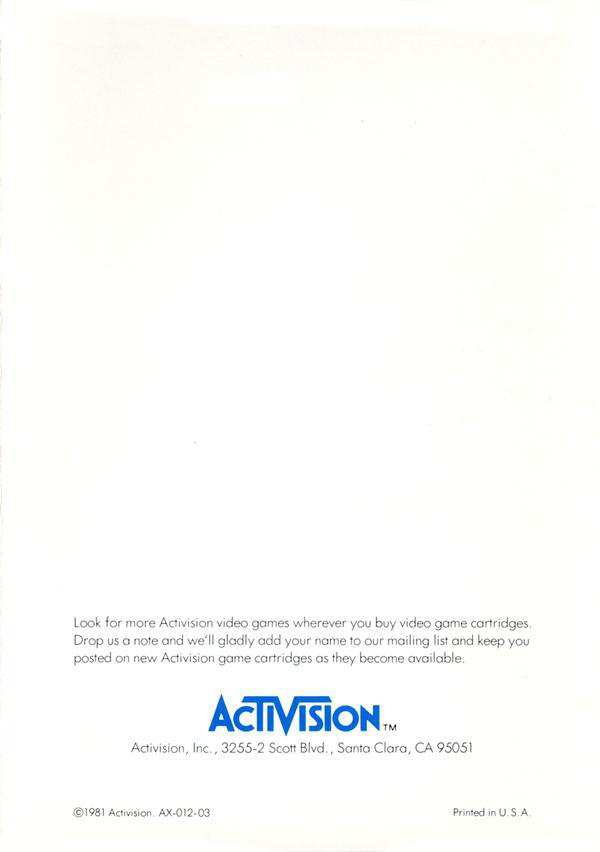 Look for more Activision video games wherever you buy video game cartridges.
Drop us a note and we'll gladly add your name to our mailing list and keep you
posted on new Activision game cartridges as they become available.
ACTIVISION TM
Activision, Inc., 3255-2 Scott Blvd., Santa Clara, CA 95051
©1981 Activision. AX-012-03
Printed in U.S.A.